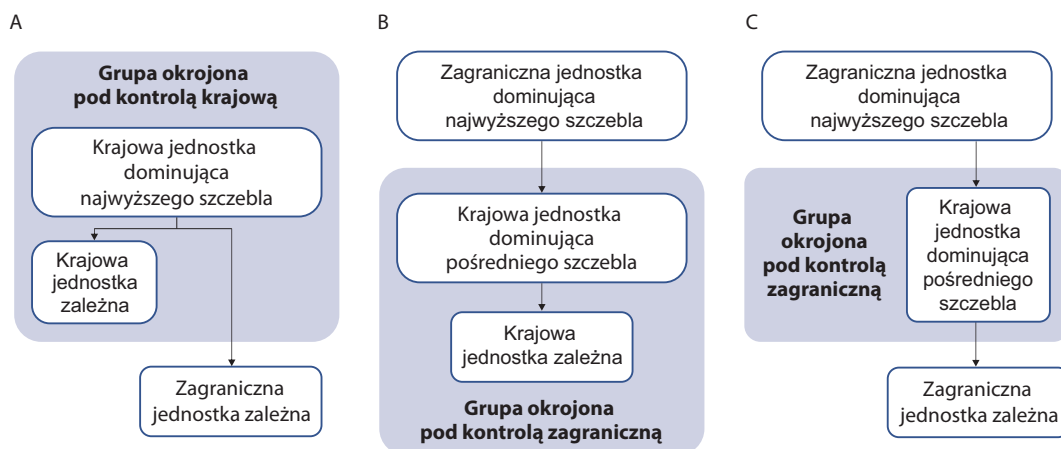 A
Grupa okrojona
pod kontrolą krajową
Krajowa jednostka
dominująca
najwyższego szczebla
Krajowa
jednostka
zależna
Zagraniczna
jednostka zależna
B
Zagraniczna jednostka
dominująca
najwyższego szczebla
Krajowa jednostka
dominująca
pośredniego szczebla
Krajowa
jednostka zależna
Grupa okrojona
pod kontrolą zagraniczną
C
Zagraniczna jednostka
dominująca
najwyższego szczebla
Grupa
okrojona
pod kontrolą
zagraniczną
Krajowa
jednostka
dominująca
pośredniego
szczebla
Zagraniczna
jednostka zależna